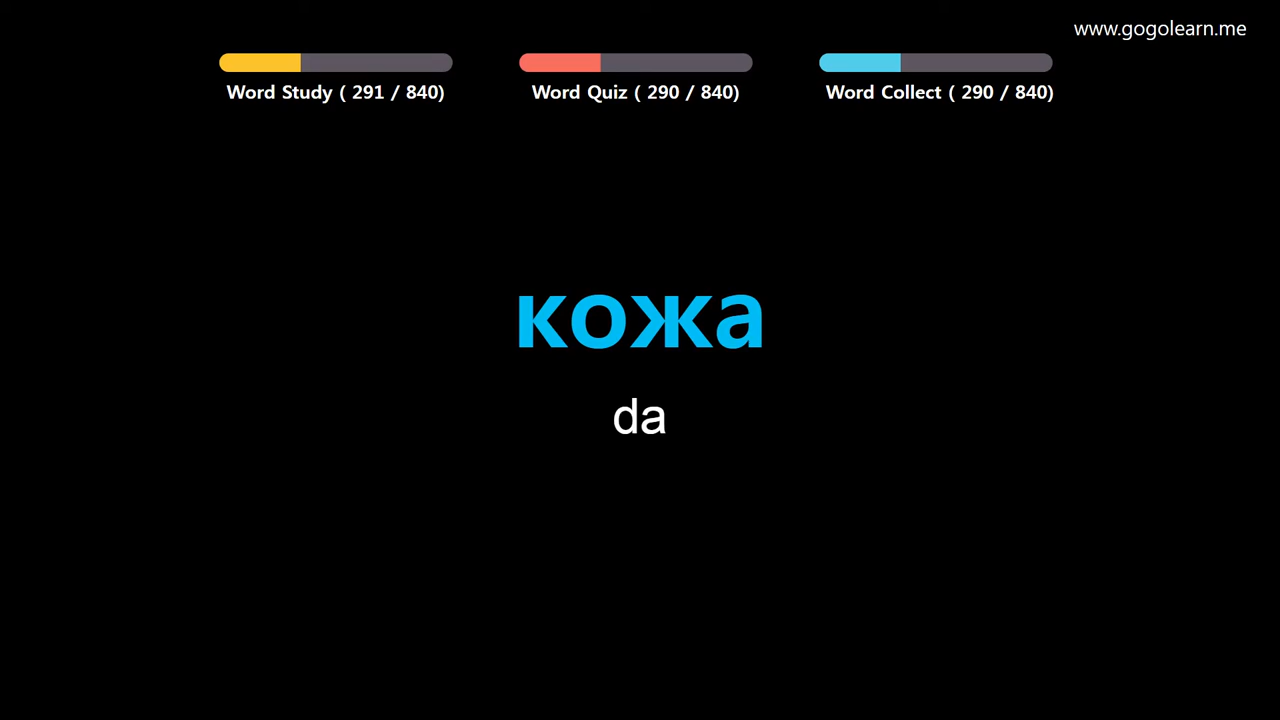 www.gogolearn.me
Word Study ( 291 / 840)
Word Quiz ( 290 / 840)
Word Collect ( 290 / 840)
кожа
da